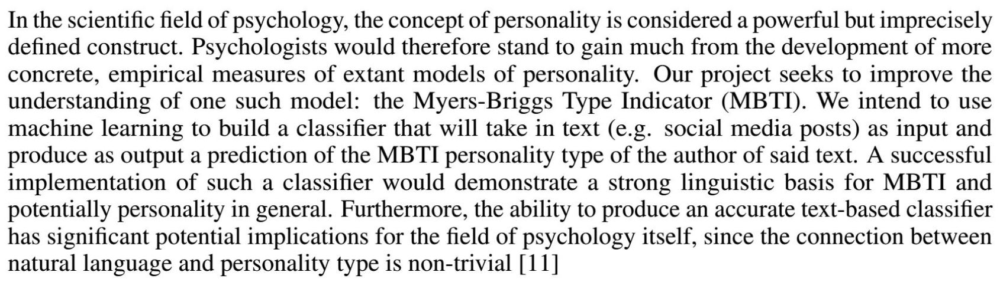 In the scientific field of psychology, the concept of personality is considered a powerful but imprecisely
defined construct. Psychologists would therefore stand to gain much from the development of more
concrete, empirical measures of extant models of personality. Our project seeks to improve the
understanding of one such model: the Myers-Briggs Type Indicator (MBTI). We intend to use
machine learning to build a classifier that will take in text (e.g. social media posts) as input and
produce as output a prediction of the MBTI personality type of the author of said text. A successful
implementation of such a classifier would demonstrate a strong linguistic basis for MBTI and
potentially personality in general. Furthermore, the ability to produce an accurate text-based classifier
has significant potential implications for the field of psychology itself, since the connection between
natural language and personality type is non-trivial [11]